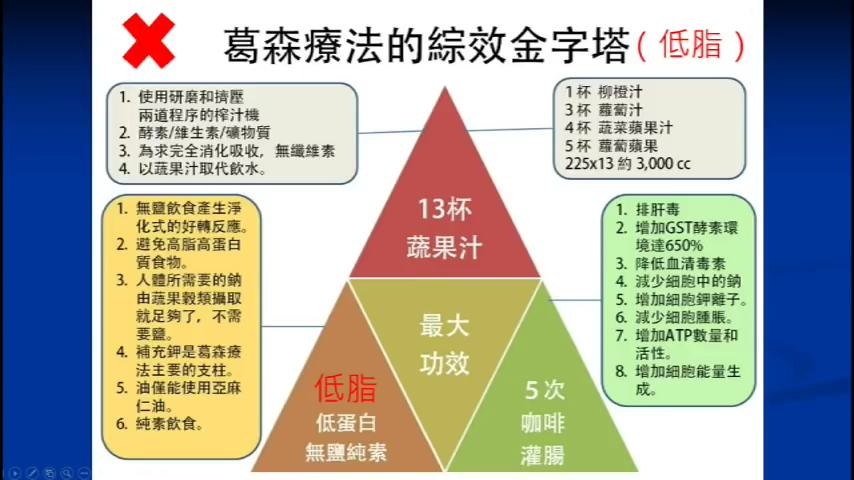 葛森療法的綜效金字塔(低脂)
1. 使用研磨和擠壓
兩道程序的榨汁機
2. 酵素/維生素/礦物質
3. 為求完全消化吸收，無纖維素
4. 以蔬果汁取代飲水。
1杯 柳橙汁
3杯 蘿蔔汁
4杯 蔬菜蘋果汁
5杯 蘿蔔蘋果
225x13 約 3,000 cc
13杯
蔬果汁
1. 無鹽飲食產生淨
化式的好轉反應。
2. 避免高脂高蛋白
質食物。
3. 人體所需要的鈉
由蔬果穀類攝取
就足夠了，不需
要鹽。
4. 補充鉀是葛森療
法主要的支柱。
5. 油僅能使用亞麻
仁油。
6. 純素飲食。
1. 排肝毒
2. 增加GST酵素環
境達650%
3. 降低血清毒素
4. 減少細胞中的鈉
5. 增加細胞鉀離子。
6. 減少細胞腫脹。
7. 增加ATP數量和
活性。
8. 增加細胞能量生
成。
最大
功效
低脂
低蛋白
無鹽純素
5次
咖啡
灌腸